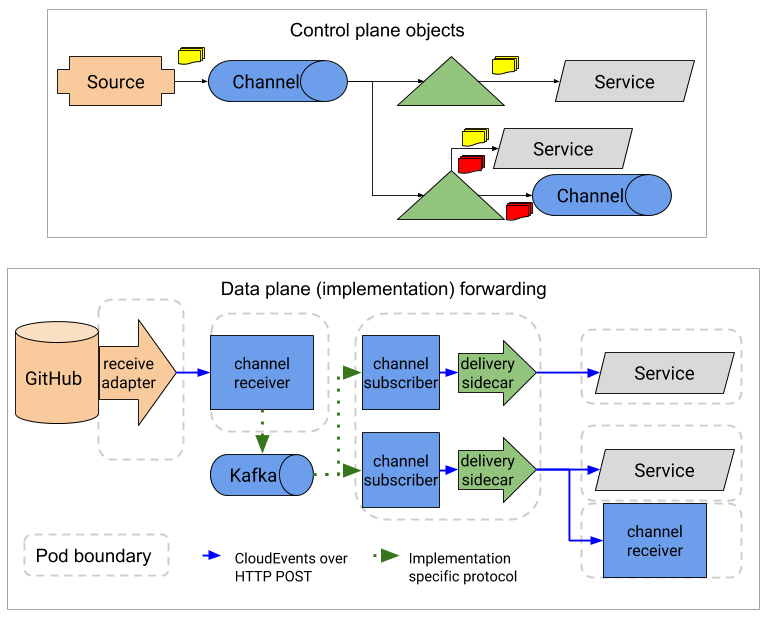 Control plane objects
Source
Channel
Service
Service
Channel
Data plane (implementation) forwarding
GitHub
receive
adapter
channel
receiver
channel
subscriber
delivery
sidecar
Service
Kafka
channel
subscriber
delivery
sidecar
Service
channel
receiver
Pod boundary
CloudEvents over
HTTP POST
Implementation
specific protocol